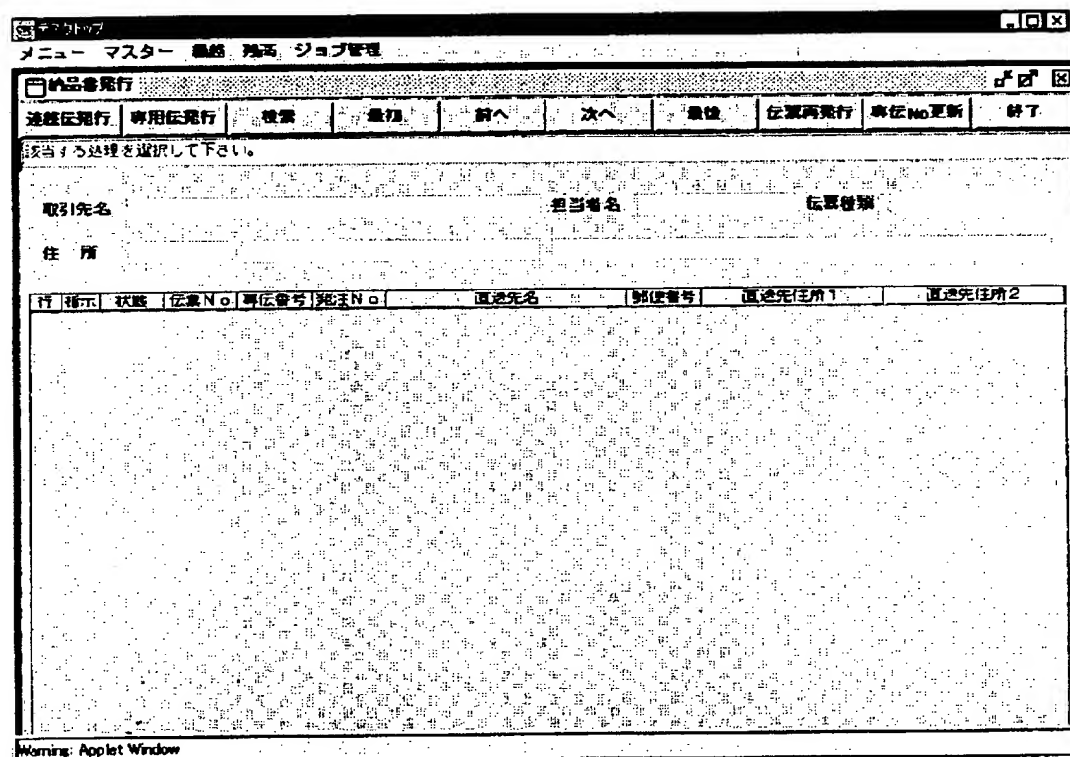 デスクトップ
メニュー マスター 最終 残高 ジョブ管理
納品書発行
連鎖伝発行 専用伝発行 検索 最初 前へ 次へ 最後 伝票再発行 専伝No更新 終了
該当する処理を選択して下さい。
取引先名 担当者名 伝票種類
住 所
行 指示 状態 伝票No 専伝番号 発注No 直送先名 郵便番号 直送先住所1 直送先住所2
Warning: Applet Window